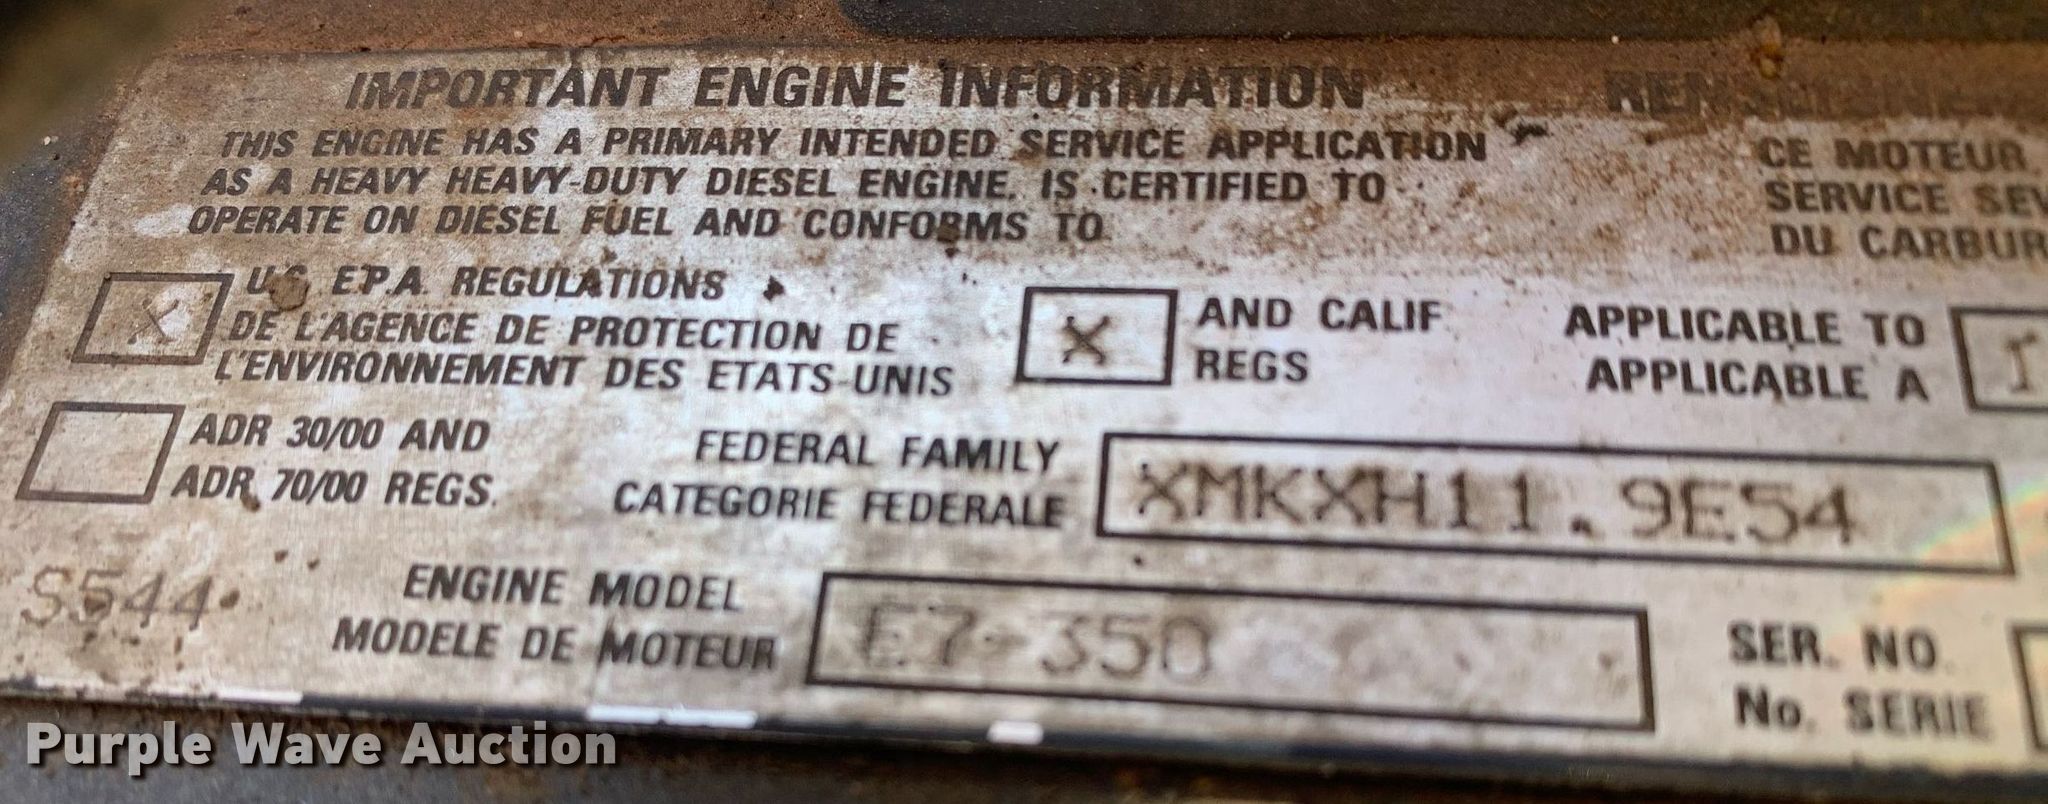 IMPORTANT ENGINE INFORMATION
THIS ENGINE HAS A PRIMARY INTENDED SERVICE APPLICATION
AS A HEAVY HEAVY-DUTY DIESEL ENGINE, IS CERTIFIED TO
OPERATE ON DIESEL FUEL AND CONFORMS TO
CE MOTEUR
SERVICE SEV
DU CARBUR
X U.S. E.P.A. REGULATIONS
DE L'AGENCE DE PROTECTION DE
L'ENVIRONNEMENT DES ETATS-UNIS
X AND CALIF
REGS
APPLICABLE TO
APPLICABLE A
ADR 30/00 AND
ADR 70/00 REGS.
FEDERAL FAMILY
CATEGORIE FEDERALE
XMKXH11.9E54
S544
ENGINE MODEL
MODELE DE MOTEUR
E7-350
SER. NO.
No. SERIE
Purple Wave Auction